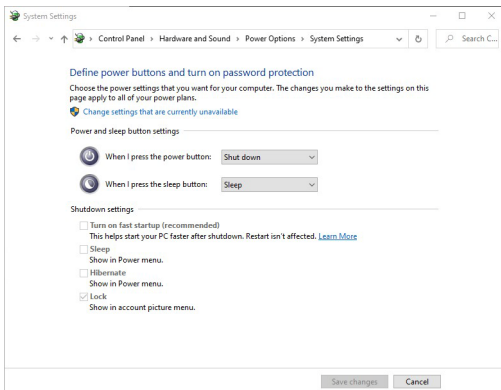 System Settings
Control Panel > Hardware and Sound > Power Options > System Settings
Search C...
Define power buttons and turn on password protection
Choose the power settings that you want for your computer. The changes you make to the settings on this
page apply to all of your power plans.
Change settings that are currently unavailable
Power and sleep button settings
When I press the power button: Shut down
When I press the sleep button: Sleep
Shutdown settings
Turn on fast startup (recommended)
This helps start your PC faster after shutdown. Restart isn't affected. Learn More
Sleep
Show in Power menu.
Hibernate
Show in Power menu.
Lock
Show in account picture menu.
Save changes Cancel